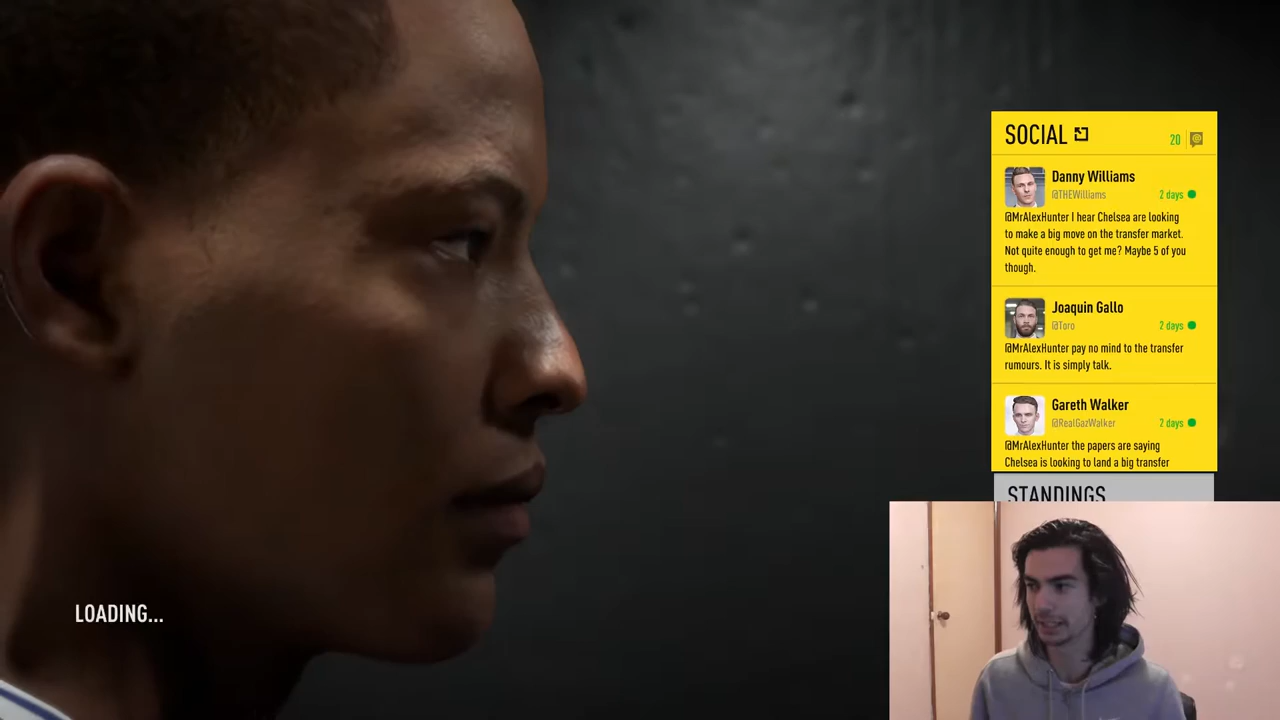 SOCIAL
20
Danny Williams
@THEWilliams
2 days
@MrAlexHunter I hear Chelsea are looking
to make a big move on the transfer market.
Not quite enough to get me? Maybe 5 of you
though.
Joaquin Gallo
@Toro
2 days
@MrAlexHunter pay no mind to the transfer
rumours. It is simply talk.
Gareth Walker
@RealGazWalker
2 days
@MrAlexHunter the papers are saying
Chelsea is looking to land a big transfer
STANDINGS
LOADING...